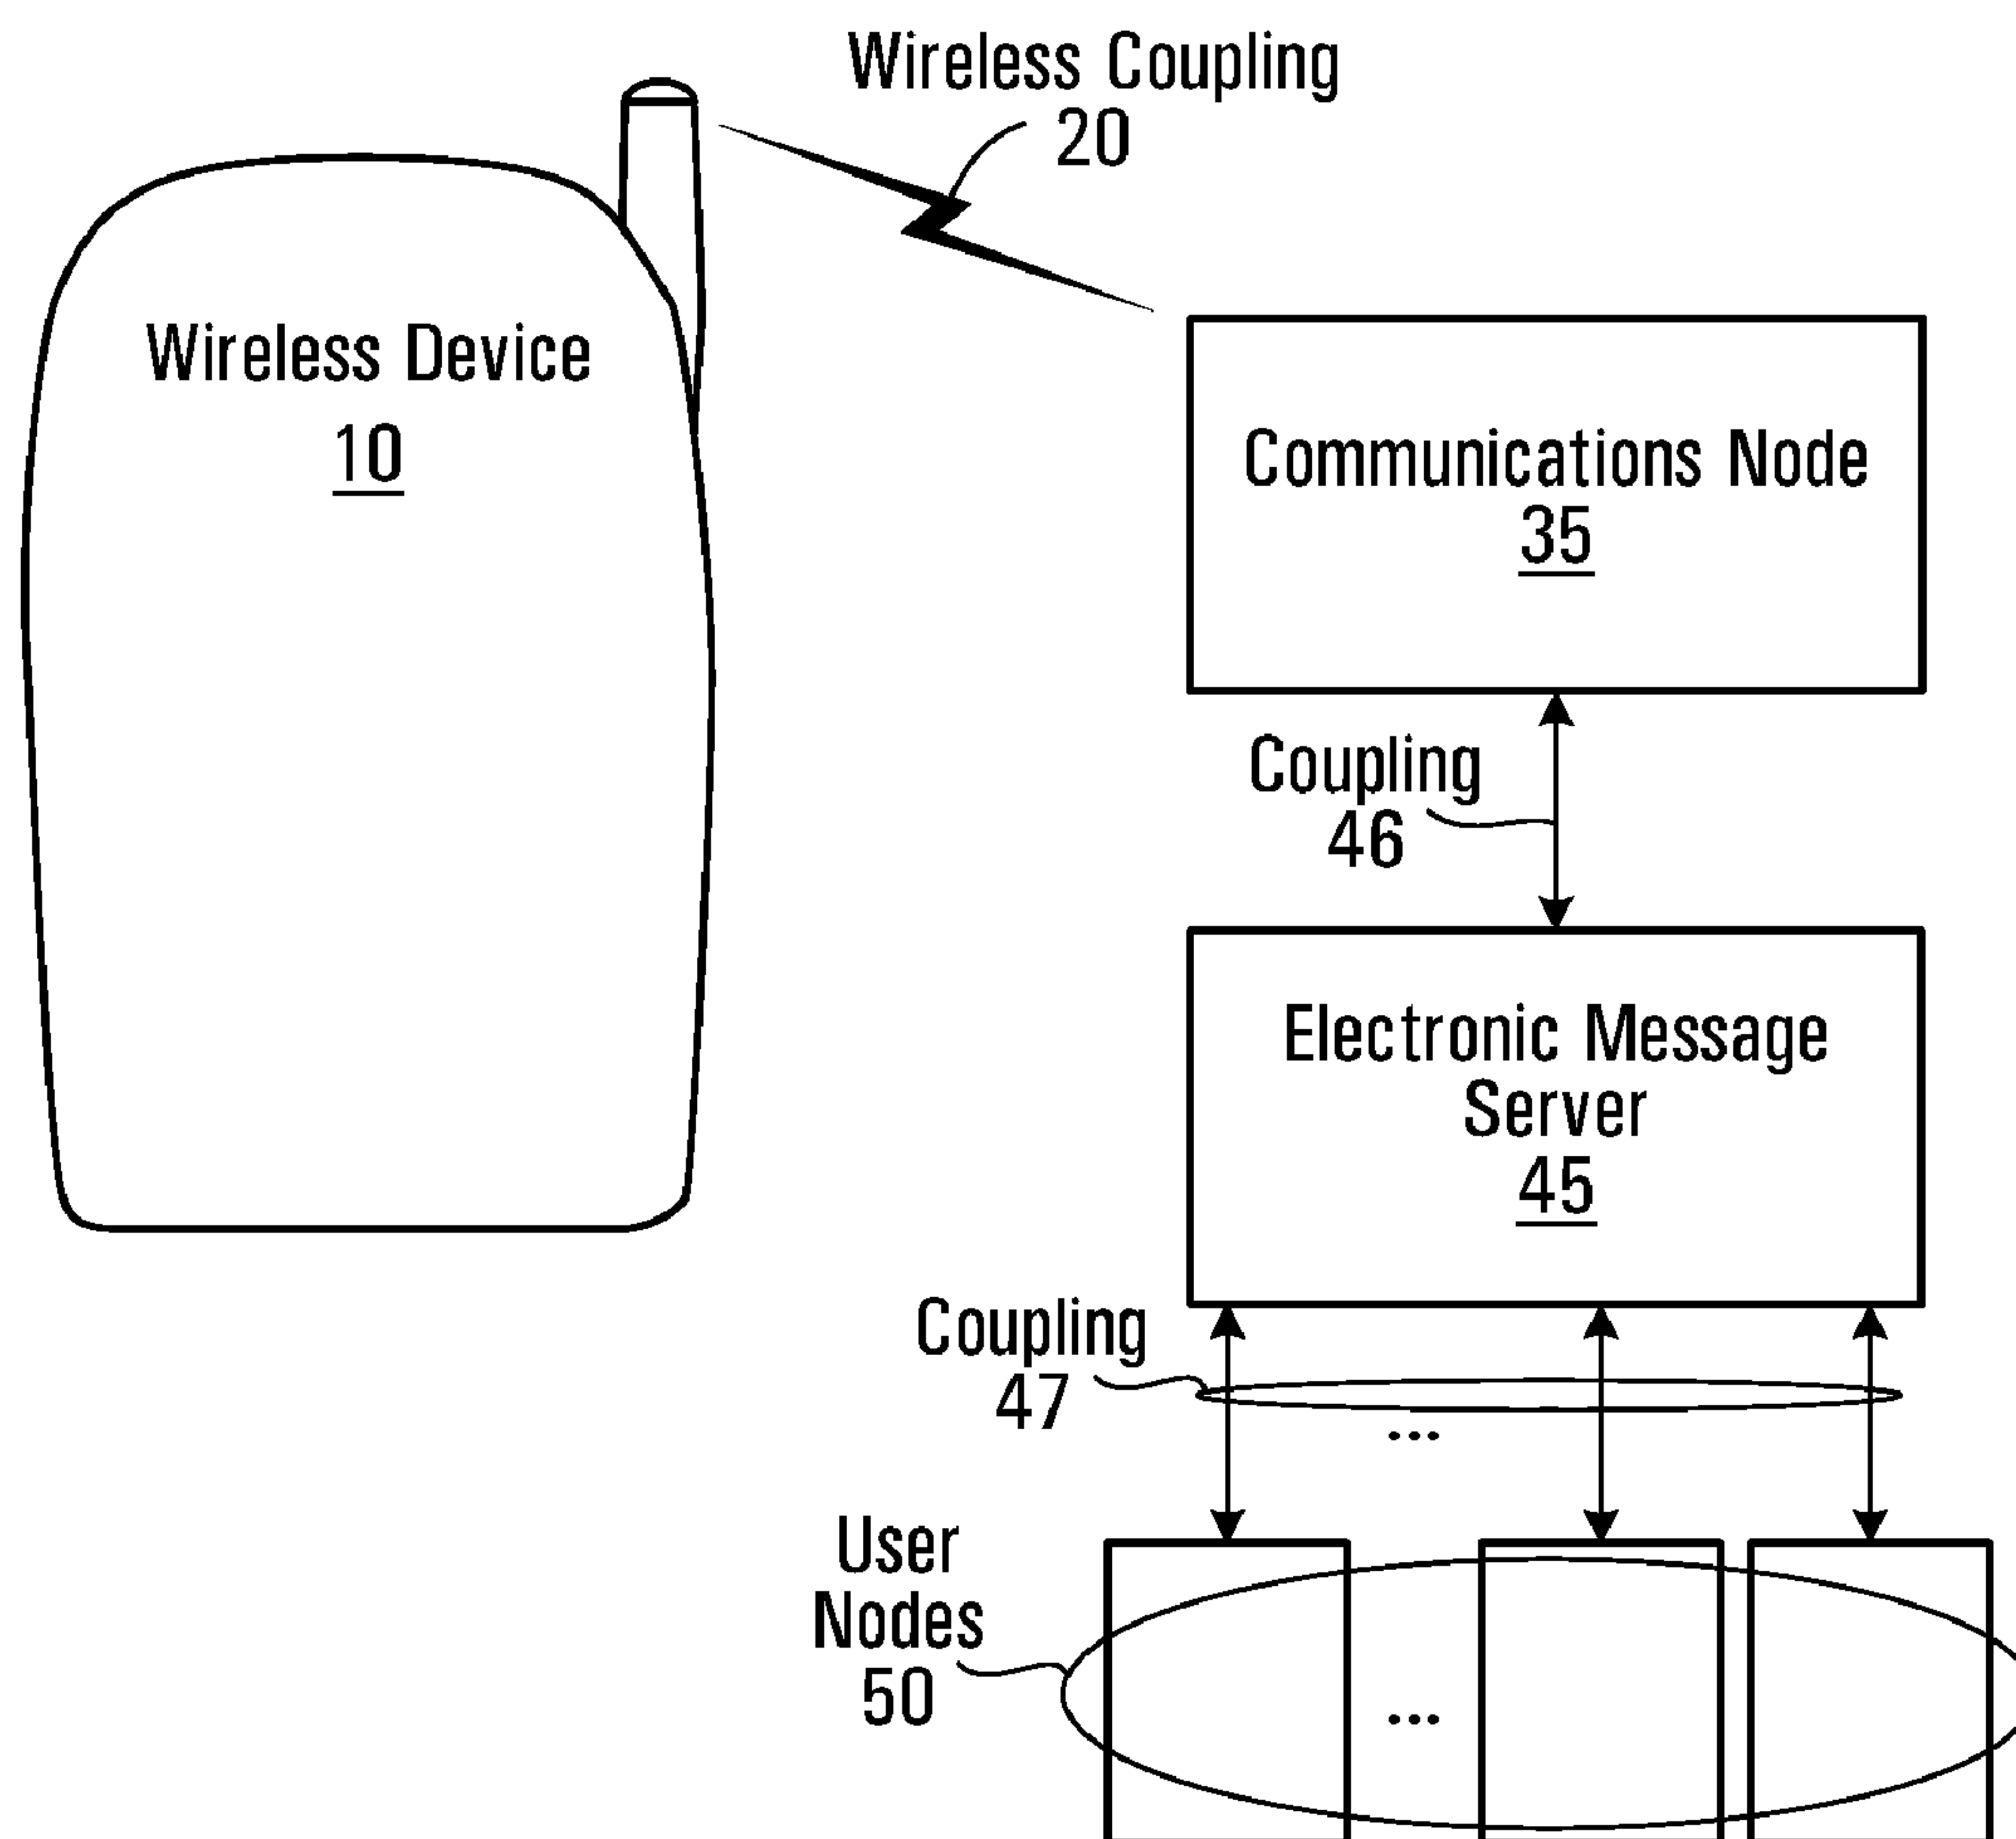 Wireless Coupling
20
Wireless Device
10
Communications Node
35
Coupling
46
Electronic Message
Server
45
Coupling
47
...
User
Nodes
50
...